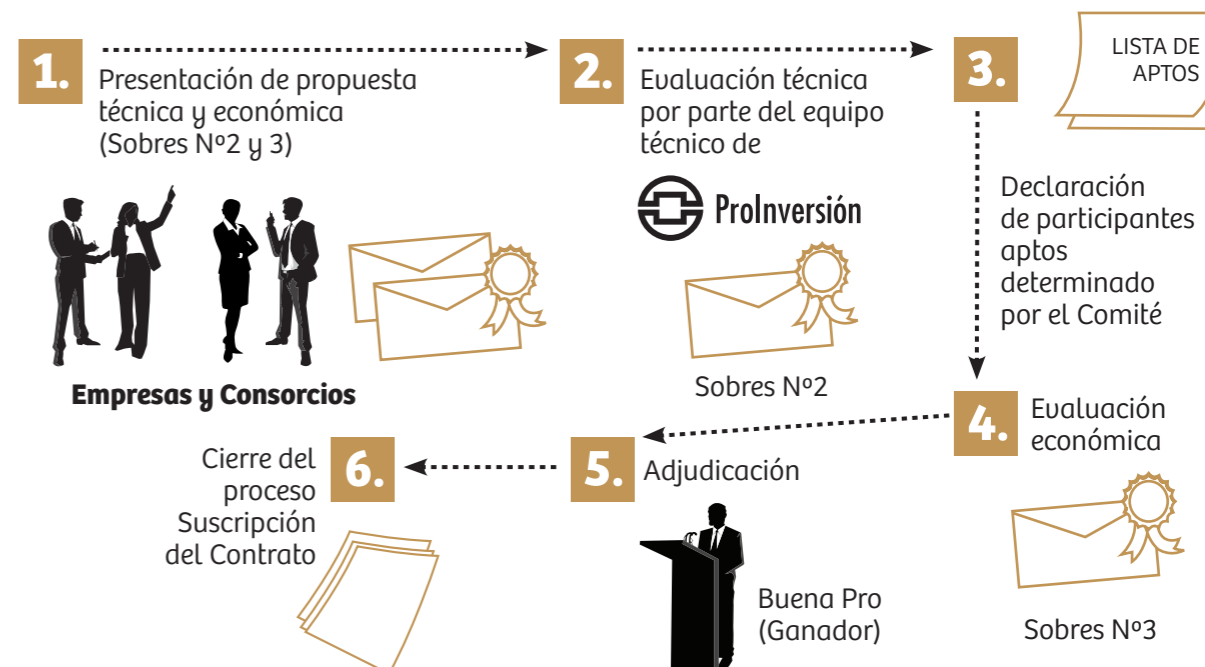 1.
Presentación de propuesta
técnica y económica
(Sobres Nº2 y 3)
Empresas y Consorcios
2.
Evaluación técnica
por parte del equipo
técnico de
ProInversión
Sobres Nº2
3.
LISTA DE
APTOS
Declaración
de participantes
aptos
determinado
por el Comité
4.
Evaluación
económica
Sobres Nº3
5.
Adjudicación
Buena Pro
(Ganador)
6.
Cierre del
proceso
Suscripción
del Contrato